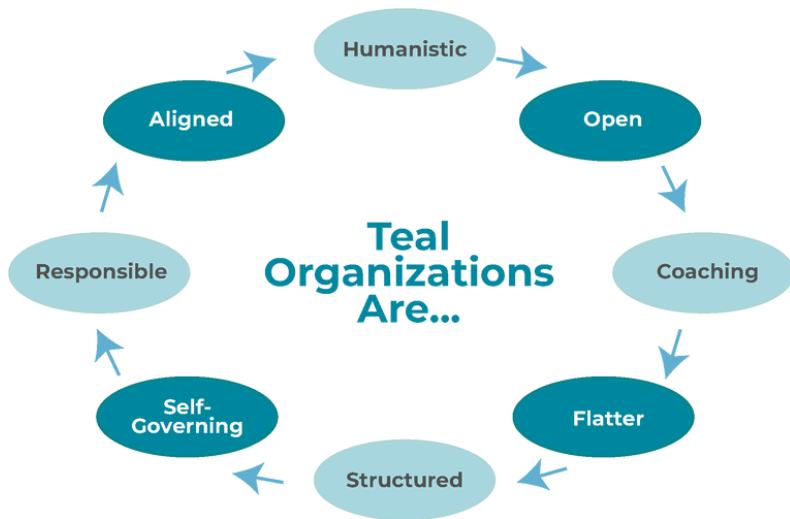 Humanistic
Aligned
Open
Teal
Organizations
Are...
Responsible
Coaching
Self-
Governing
Flatter
Structured